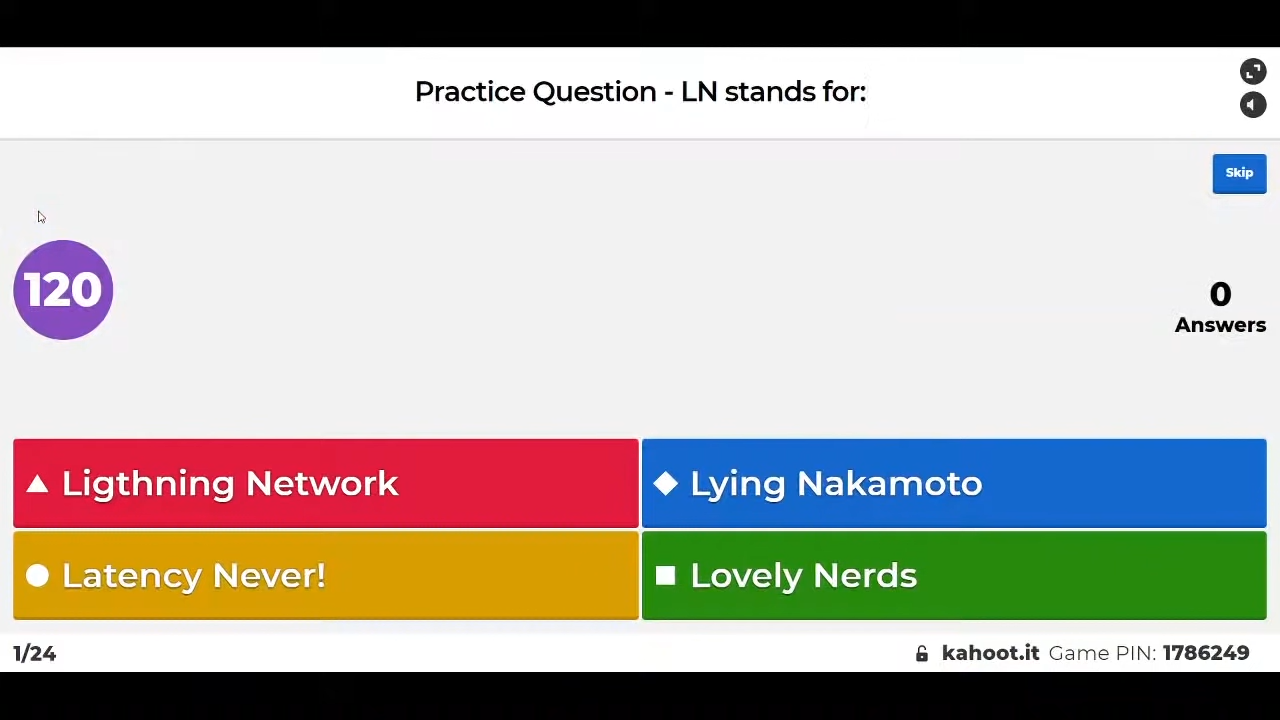 Practice Question - LN stands for:
Skip
120
0
Answers
Ligthning Network
Lying Nakamoto
Latency Never!
Lovely Nerds
1/24
kahoot.it Game PIN: 1786249